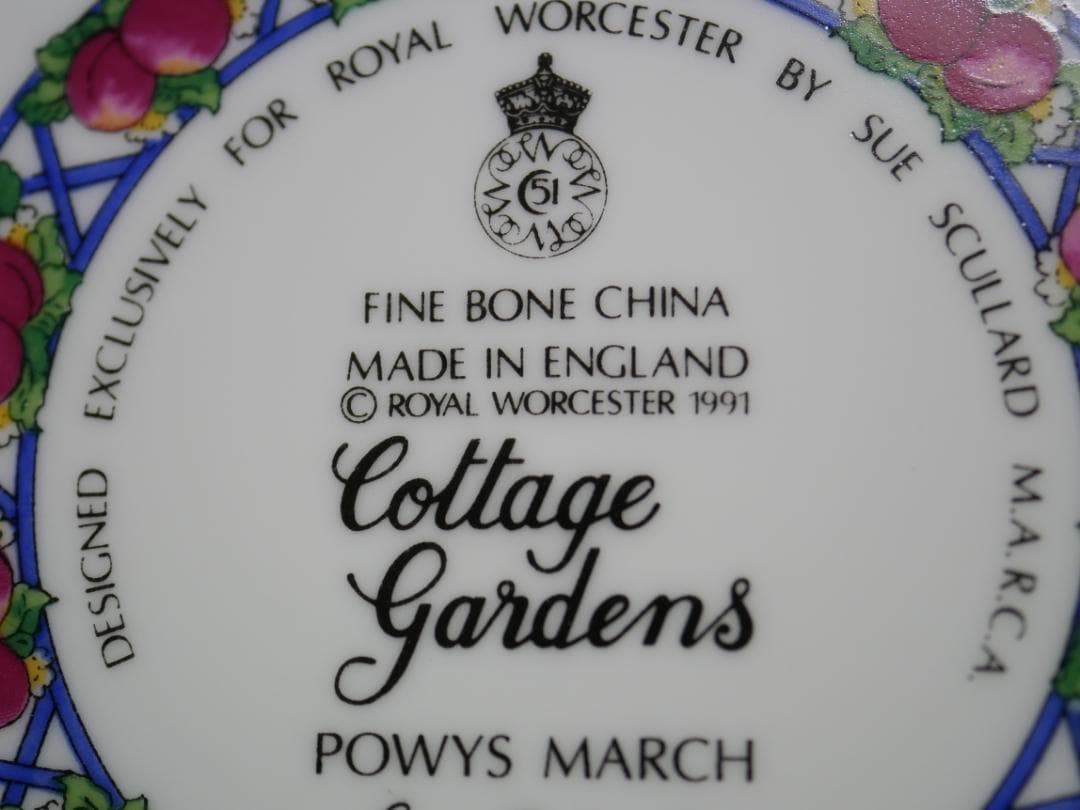 DESIGNED EXCLUSIVELY FOR ROYAL WORCESTER BY SUE SCULLARD M.A.R.C.A.
51
FINE BONE CHINA
MADE IN ENGLAND
© ROYAL WORCESTER 1991
Cottage
Gardens
POWYS MARCH